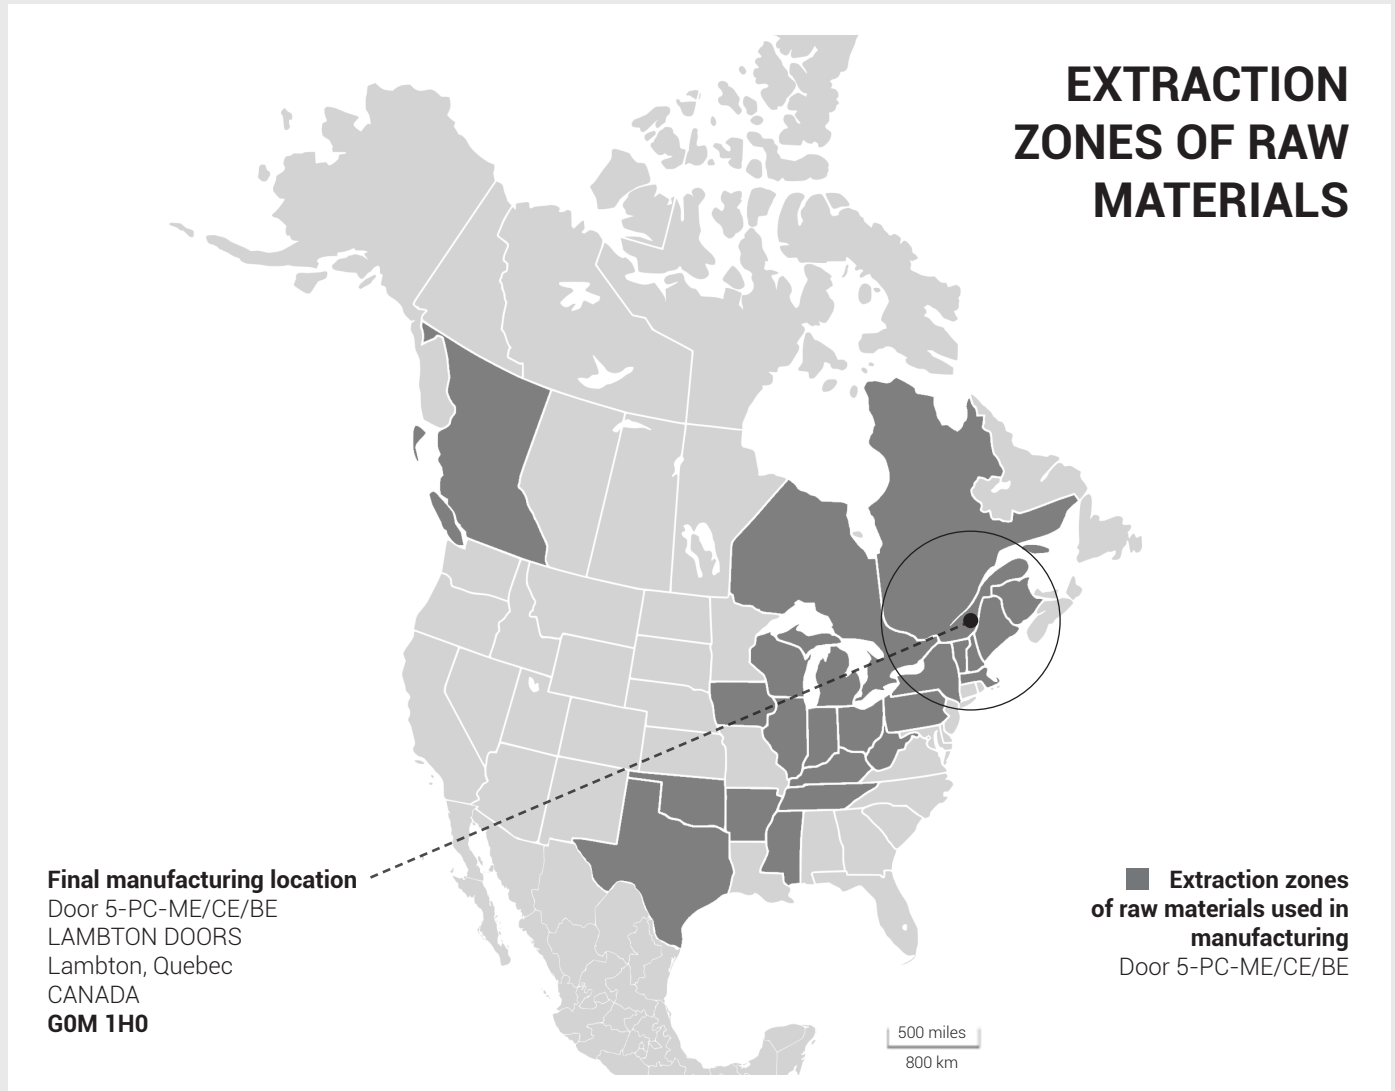 EXTRACTION
ZONES OF RAW
MATERIALS
Final manufacturing location
Door 5-PC-ME/CE/BE
LAMBTON DOORS
Lambton, Quebec
CANADA
G0M 1H0
Extraction zones
of raw materials used in
manufacturing
Door 5-PC-ME/CE/BE
500 miles
800 km